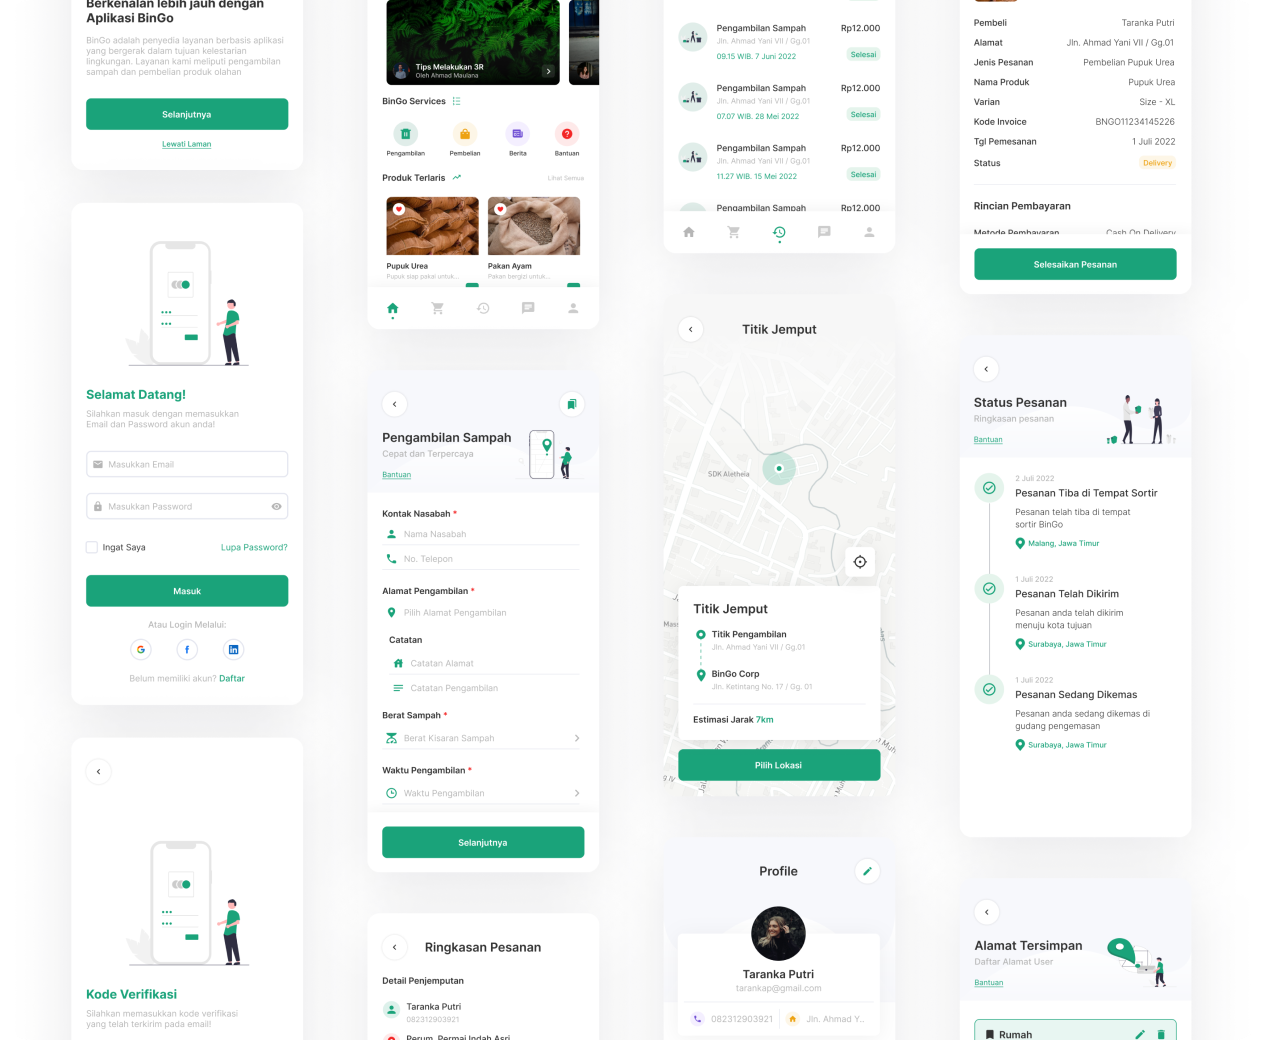 Berkenalan lebih jauh dengan
Aplikasi BinGo
BinGo adalah penyedia layanan berbasis aplikasi
yang bergerak dalam tujuan kelestarian
lingkungan. Layanan kami meliputi pengambilan
sampah dan pembelian produk olahan
Selanjutnya
Lewati Laman
Selamat Datang!
Silahkan masuk dengan memasukkan
Email dan Password akun anda!
Masukkan Email
Masukkan Password
Ingat Saya
Lupa Password?
Masuk
Atau Login Melalui:
Belum memiliki akun? Daftar
Kode Verifikasi
Silahkan memasukkan kode verifikasi
yang telah terkirim pada email!
Tips Melakukan 3R
Oleh Ahmad Maulana
BinGo Services
Pengambilan
Pembelian
Berita
Bantuan
Produk Terlaris
Lihat Semua
Pupuk Urea
Pupuk siap pakai untuk...
Pakan Ayam
Pakan bergizi untuk...
Pengambilan Sampah
Cepat dan Terpercaya
Bantuan
Kontak Nasabah *
Nama Nasabah
No. Telepon
Alamat Pengambilan *
Pilih Alamat Pengambilan
Catatan
Catatan Alamat
Catatan Pengambilan
Berat Sampah *
Berat Kisaran Sampah
Waktu Pengambilan *
Waktu Pengambilan
Selanjutnya
Ringkasan Pesanan
Detail Penjemputan
Taranka Putri
082312903921
Perum. Permai Indah Asri
Pengambilan Sampah
Rp12.000
Jln. Ahmad Yani VII / Gg.01
09.15 WIB. 7 Juni 2022
Selesai
Pengambilan Sampah
Rp12.000
Jln. Ahmad Yani VII / Gg.01
07.07 WIB. 28 Mei 2022
Selesai
Pengambilan Sampah
Rp12.000
Jln. Ahmad Yani VII / Gg.01
11.27 WIB. 15 Mei 2022
Selesai
Pengambilan Sampah
Rp12.000
Titik Jemput
SDK Aletheia
Titik Jemput
Titik Pengambilan
Jln. Ahmad Yani VII / Gg.01
BinGo Corp
Jln. Ketintang No. 17 / Gg. 01
Estimasi Jarak 7km
Pilih Lokasi
Profile
Taranka Putri
tarankap@gmail.com
082312903921
Jln. Ahmad Y..
Pembeli
Taranka Putri
Alamat
Jln. Ahmad Yani VII / Gg.01
Jenis Pesanan
Pembelian Pupuk Urea
Nama Produk
Pupuk Urea
Varian
Size - XL
Kode Invoice
BNGO11234145226
Tgl Pemesanan
1 Juli 2022
Status
Delivery
Rincian Pembayaran
Metode Pembayaran
Cash On Delivery
Selesaikan Pesanan
Status Pesanan
Ringkasan pesanan
Bantuan
2 Juli 2022
Pesanan Tiba di Tempat Sortir
Pesanan telah tiba di tempat
sortir BinGo
Malang, Jawa Timur
1 Juli 2022
Pesanan Telah Dikirim
Pesanan anda telah dikirim
menuju kota tujuan
Surabaya, Jawa Timur
1 Juli 2022
Pesanan Sedang Dikemas
Pesanan anda sedang dikemas di
gudang pengemasan
Surabaya, Jawa Timur
Alamat Tersimpan
Daftar Alamat User
Bantuan
Rumah